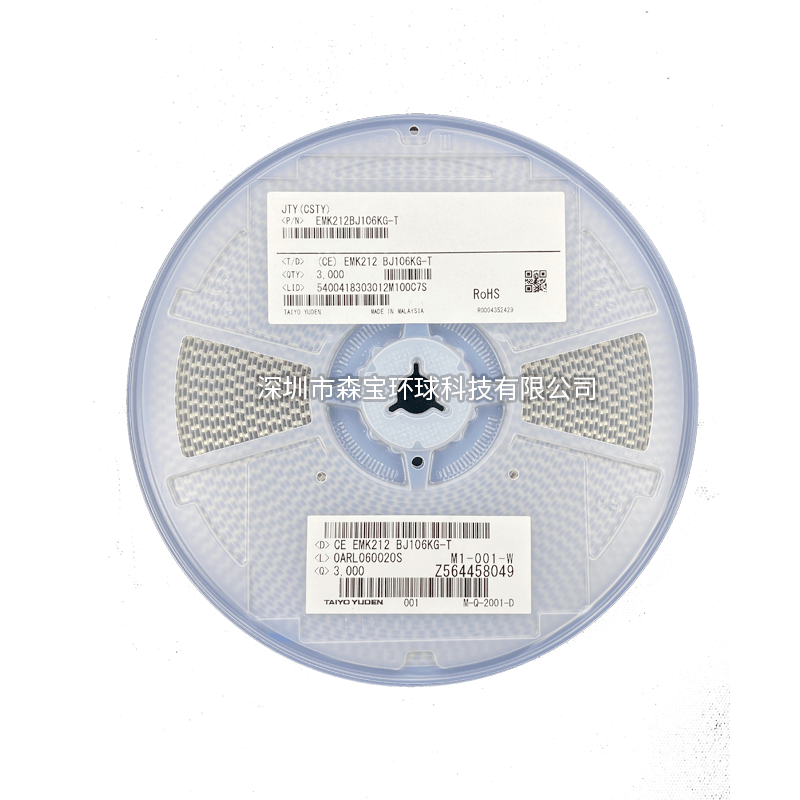 JTY(CSTY)
<P/N> EMK212BJ106KG-T
<T/D> (CE) EMK212 BJ106KG-T
<QTY> 3,000
<LID> 5400418303012M100C7S
RoHS
TAIYO YUDEN MADE IN MALAYSIA R0004352429
深圳市森宝环球科技有限公司
<D> CE EMK212 BJ106KG-T
<L> 0ARL060020S M1-001-W
<Q> 3,000 Z564458049
TAIYO YUDEN 001 M-Q-2001-D